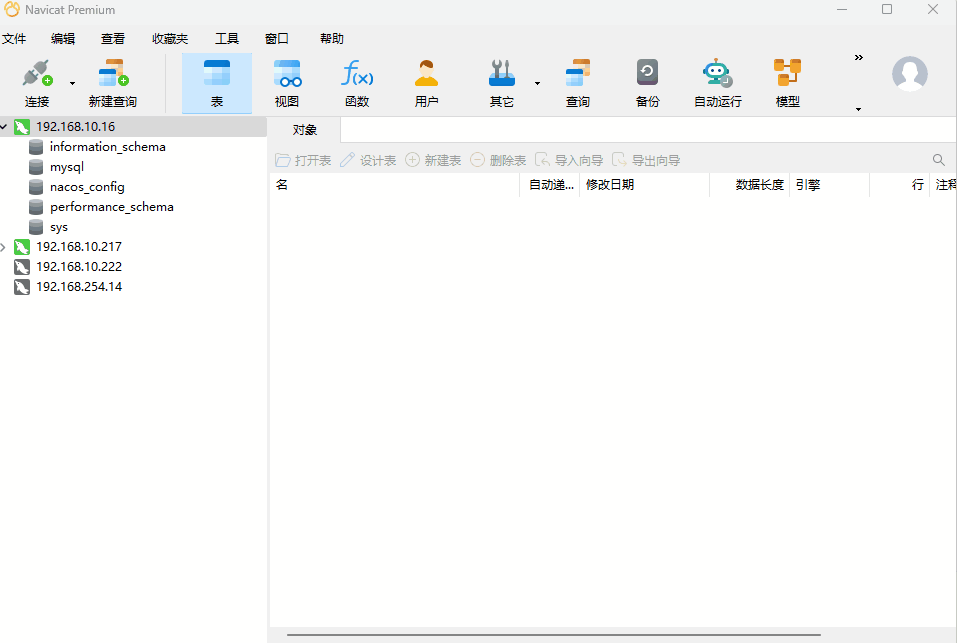 Navicat Premium
文件 编辑 查看 收藏夹 工具 窗口 帮助
连接 新建查询 表 视图 函数 用户 其它 查询 备份 自动运行 模型
192.168.10.16
information_schema
mysql
nacos_config
performance_schema
sys
192.168.10.217
192.168.10.222
192.168.254.14
对象
打开表 设计表 新建表 删除表 导入向导 导出向导
名 自动递... 修改日期 数据长度 引擎 行 注释